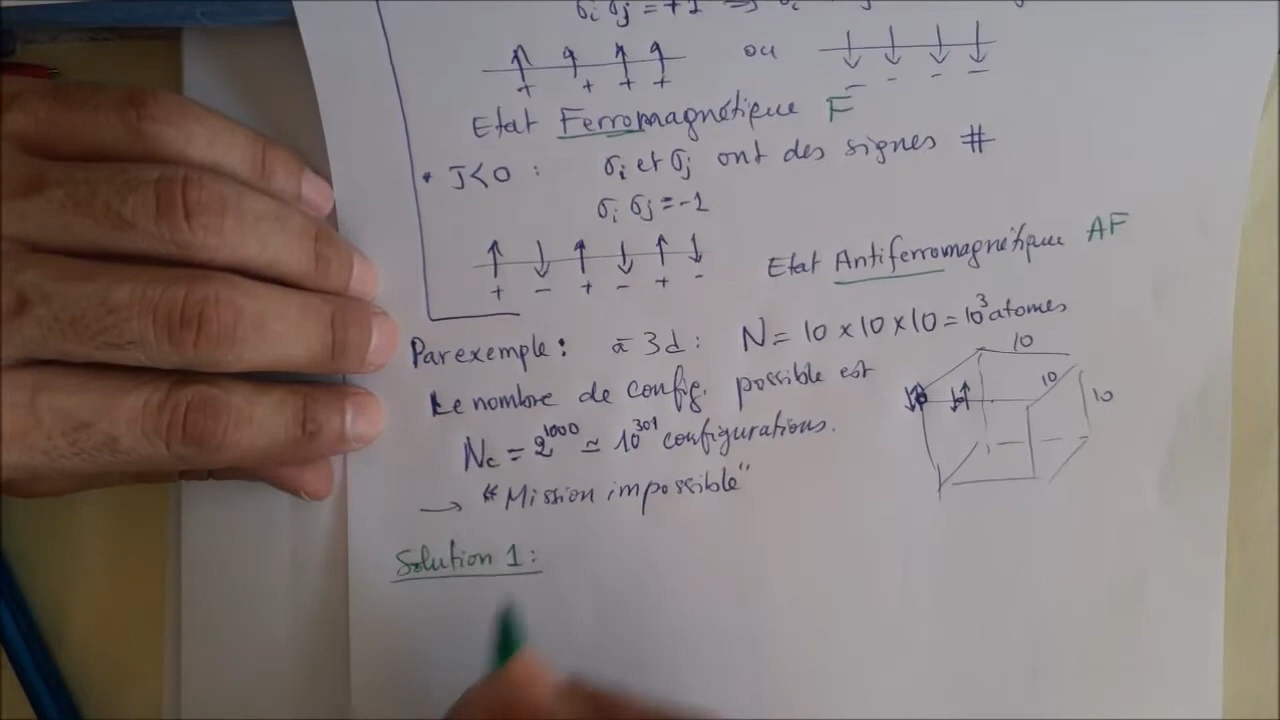 σi σj = +1 ⇒
ou
+ + + + - - - -
Etat Ferromagnétique F
• J<0 : σi et σj ont des signes #
σi σj = -1
+ - + - + -
Etat Antiferromagnétique AF
Par exemple : à 3d : N = 10 x 10 x 10 = 10³ atomes
10
Le nombre de config. possible est
10
10
Nc = 2¹⁰⁰⁰ ≃ 10³⁰¹ configurations.
→ "Mission impossible"
Solution 1 :